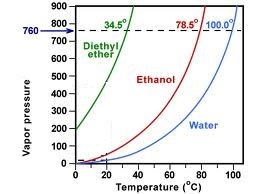 900
800
760
700
600
500
400
300
200
100
0
34.5°
78.5°
100.0°
Diethyl
ether
Ethanol
Water
Vapor pressure
0 20 40 60 80 100
Temperature (°C)